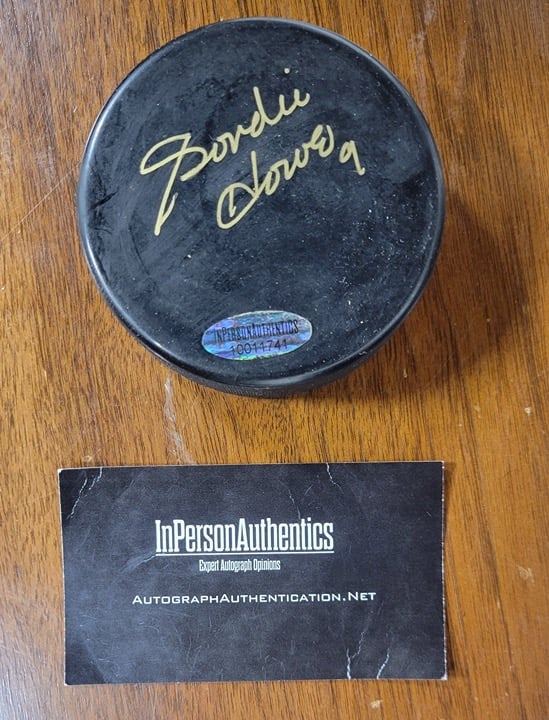 Gordie
Howe 9
INPERSONAUTHENTICS
10011741
InPersonAuthentics
Expert Autograph Opinions
AUTOGRAPHAUTHENTICATION.NET